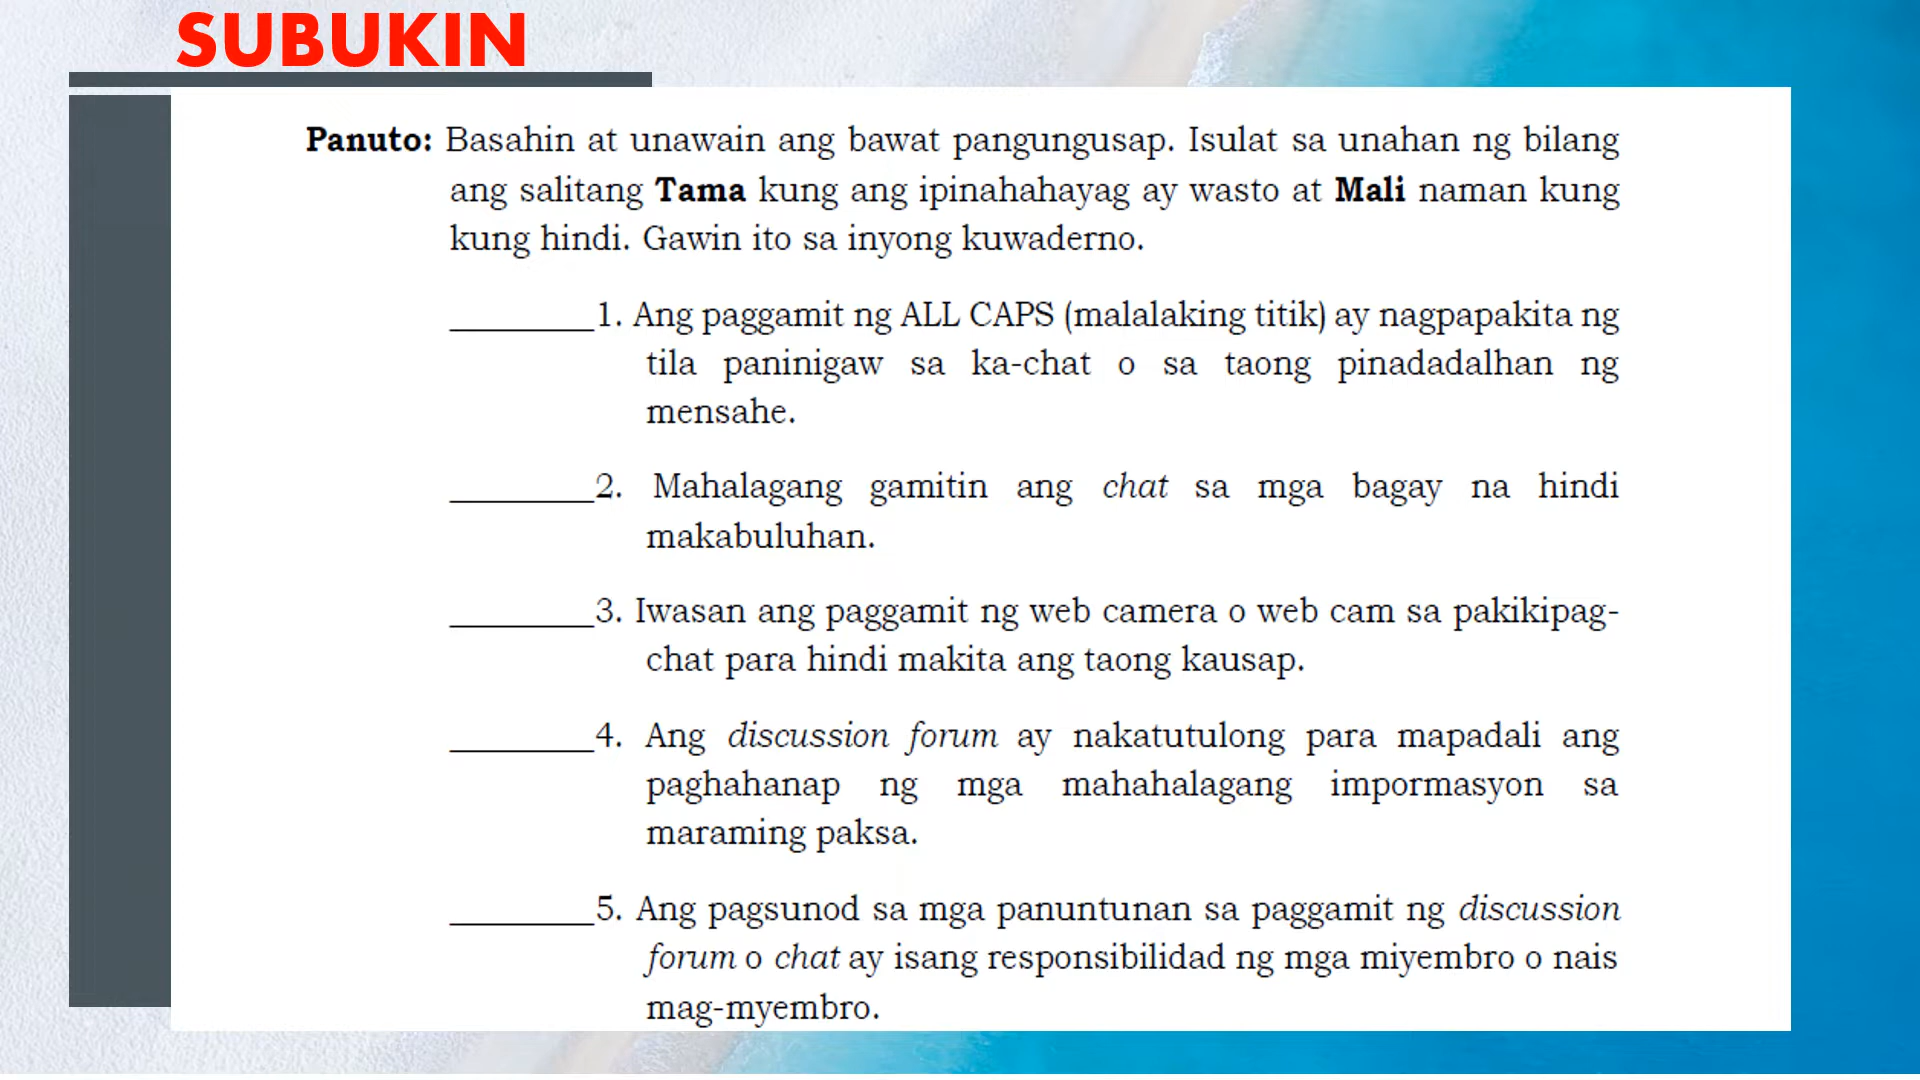 SUBUKIN
Panuto: Basahin at unawain ang bawat pangungusap. Isulat sa unahan ng bilang
ang salitang Tama kung ang ipinahahayag ay wasto at Mali naman kung
kung hindi. Gawin ito sa inyong kuwaderno.
________1. Ang paggamit ng ALL CAPS (malalaking titik) ay nagpapakita ng
tila paninigaw sa ka-chat o sa taong pinadadalhan ng
mensahe.
________2. Mahalagang gamitin ang chat sa mga bagay na hindi
makabuluhan.
________3. Iwasan ang paggamit ng web camera o web cam sa pakikipag-
chat para hindi makita ang taong kausap.
________4. Ang discussion forum ay nakatutulong para mapadali ang
paghahanap ng mga mahahalagang impormasyon sa
maraming paksa.
________5. Ang pagsunod sa mga panuntunan sa paggamit ng discussion
forum o chat ay isang responsibilidad ng mga miyembro o nais
mag-myembro.